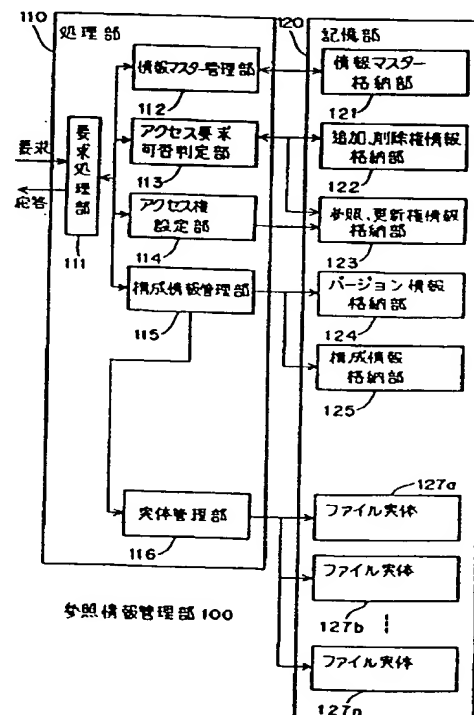 110
処理部
120
記憶部
情報マスター管理部
112
情報マスター
格納部
121
要求
応答
要求処理部
111
アクセス要求
可否判定部
113
追加、削除権情報
格納部
122
アクセス権
設定部
114
参照、更新権情報
格納部
123
構成情報管理部
115
バージョン情報
格納部
124
構成情報
格納部
125
実体管理部
116
127a
ファイル実体
ファイル実体
127b
ファイル実体
127n
参照情報管理部 100